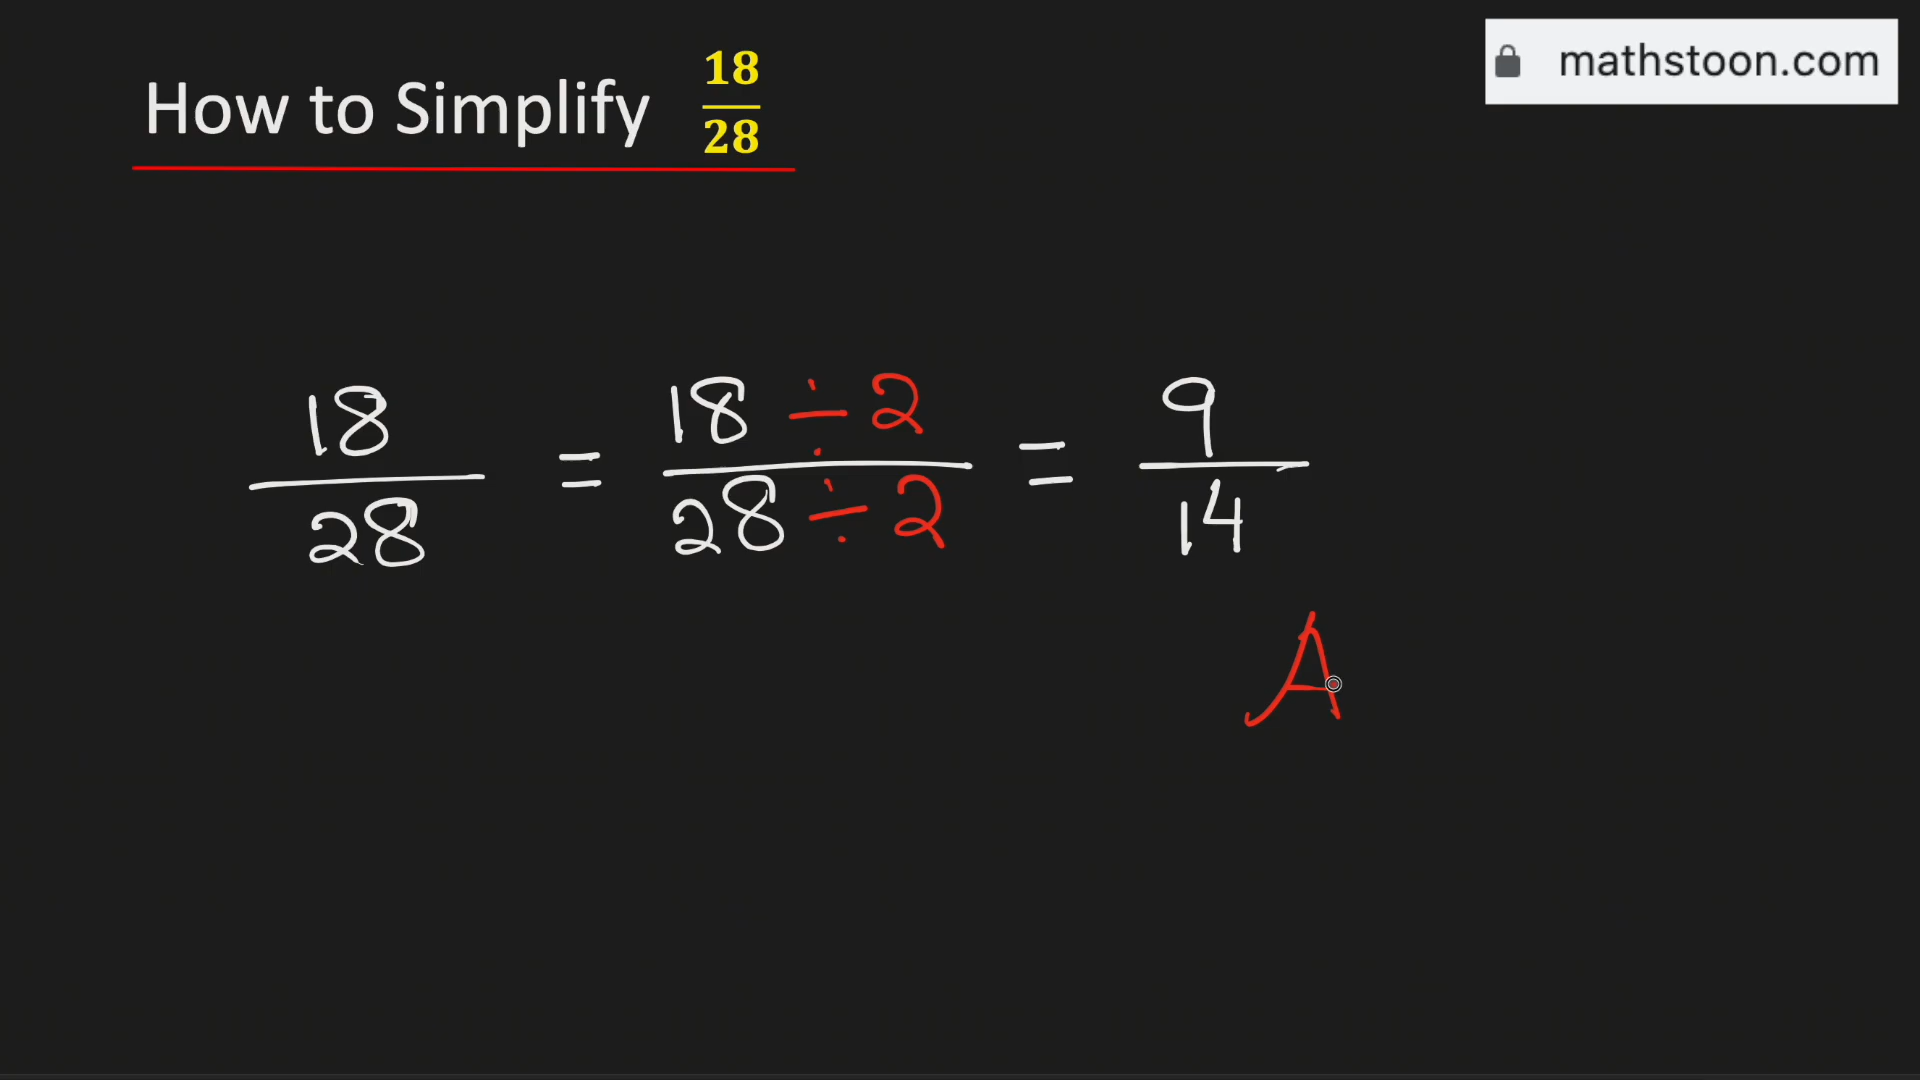 How to Simplify 18/28
mathstoon.com
18/28 = 18 ÷ 2/28 ÷ 2 = 9/14
A